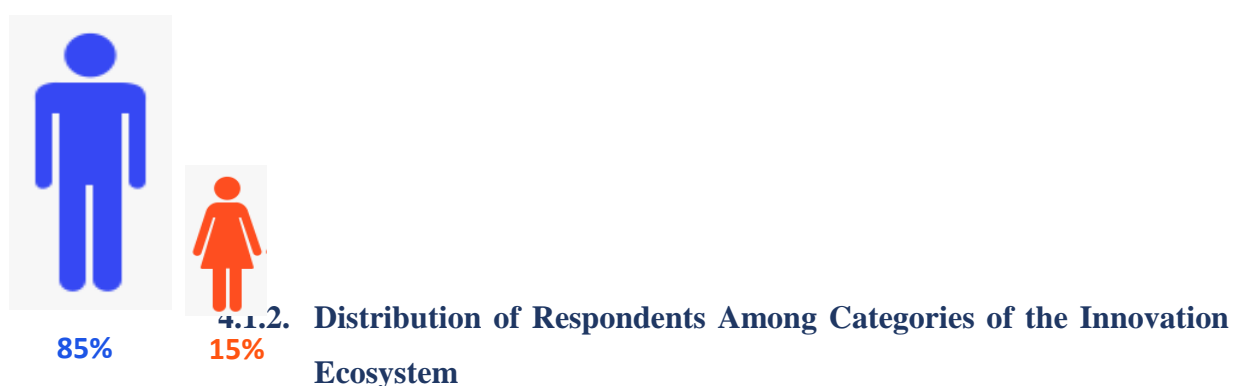 4.1.2. Distribution of Respondents Among Categories of the Innovation
Ecosystem
85%
15%